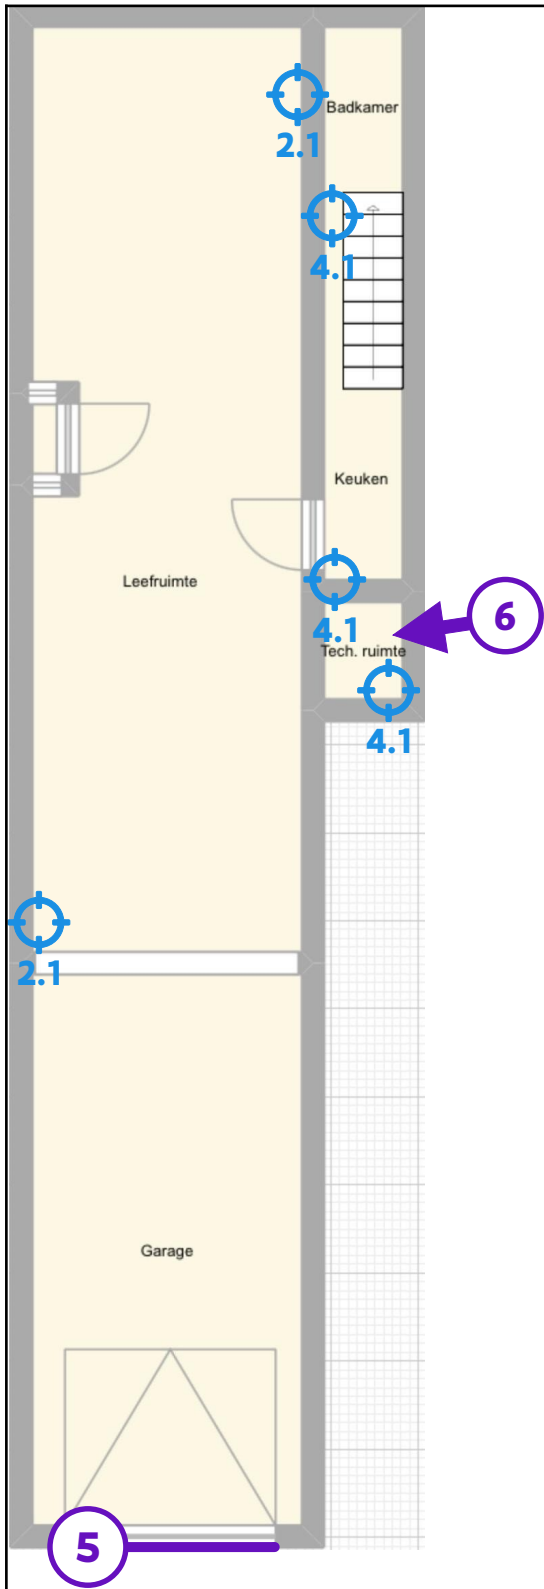 Badkamer
2.1
4.1
Keuken
Leefruimte
4.1
6
Tech. ruimte
4.1
2.1
Garage
5